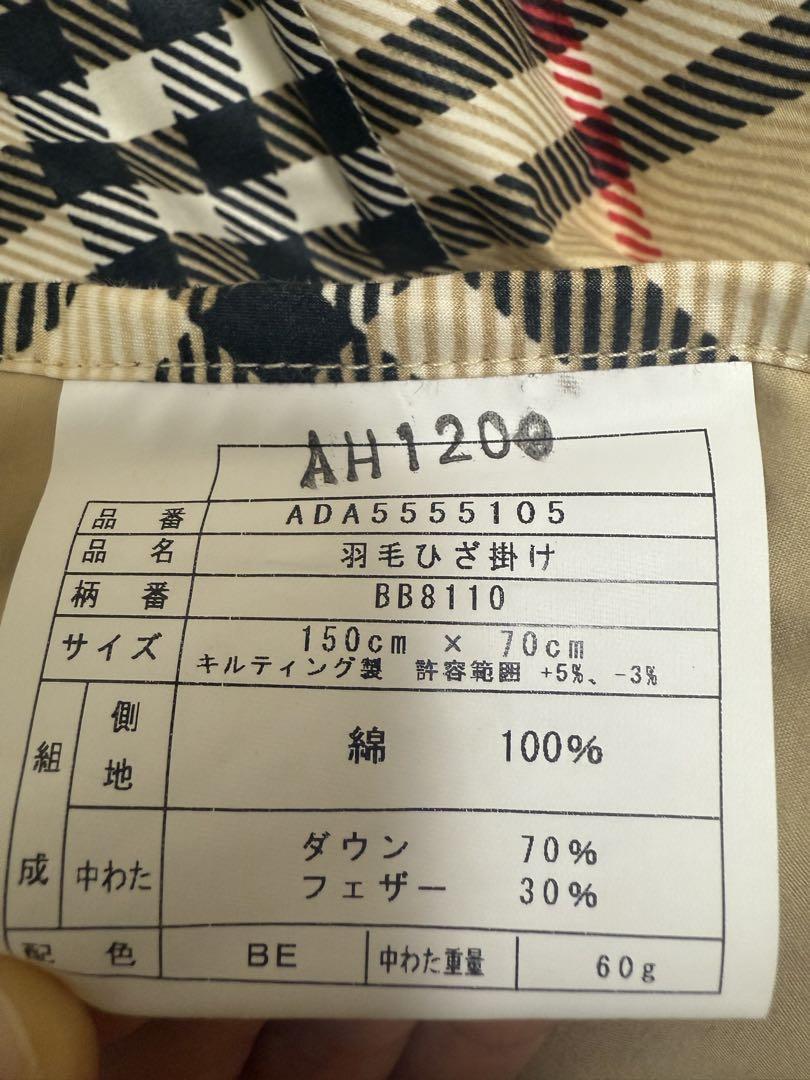 AH1200
品番 ADA5555105
品名 羽毛ひざ掛け
柄番 BB8110
サイズ 150cm × 70cm
キルティング製 許容範囲 +5%、-3%
組成
側地 綿 100%
中わた ダウン 70%
フェザー 30%
配色 BE 中わた重量 60g